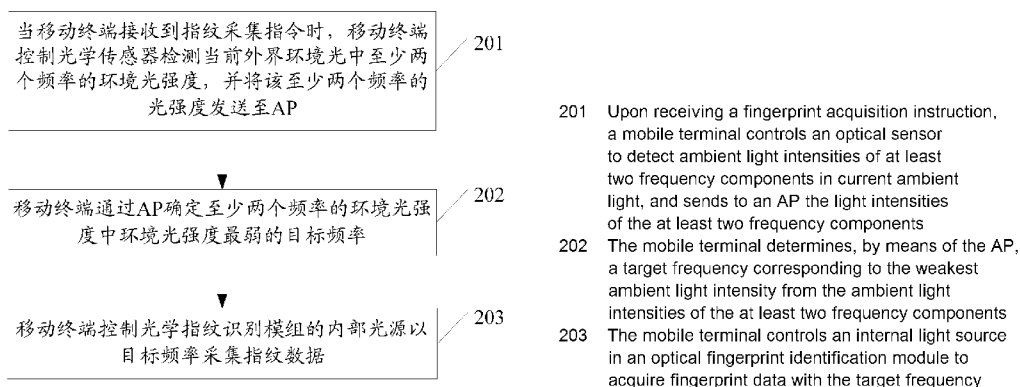 当移动终端接收到指纹采集指令时，移动终端
控制光学传感器检测当前外界环境光中至少两
个频率的环境光强度，并将该至少两个频率的
光强度发送至AP
201
移动终端通过AP确定至少两个频率的环境光强
度中环境光强度最弱的目标频率
202
移动终端控制光学指纹识别模组的内部光源以
目标频率采集指纹数据
203
201 Upon receiving a fingerprint acquisition instruction,
a mobile terminal controls an optical sensor
to detect ambient light intensities of at least
two frequency components in current ambient
light, and sends to an AP the light intensities
of the at least two frequency components
202 The mobile terminal determines, by means of the AP,
a target frequency corresponding to the weakest
ambient light intensity from the ambient light
intensities of the at least two frequency components
203 The mobile terminal controls an internal light source
in an optical fingerprint identification module to
acquire fingerprint data with the target frequency